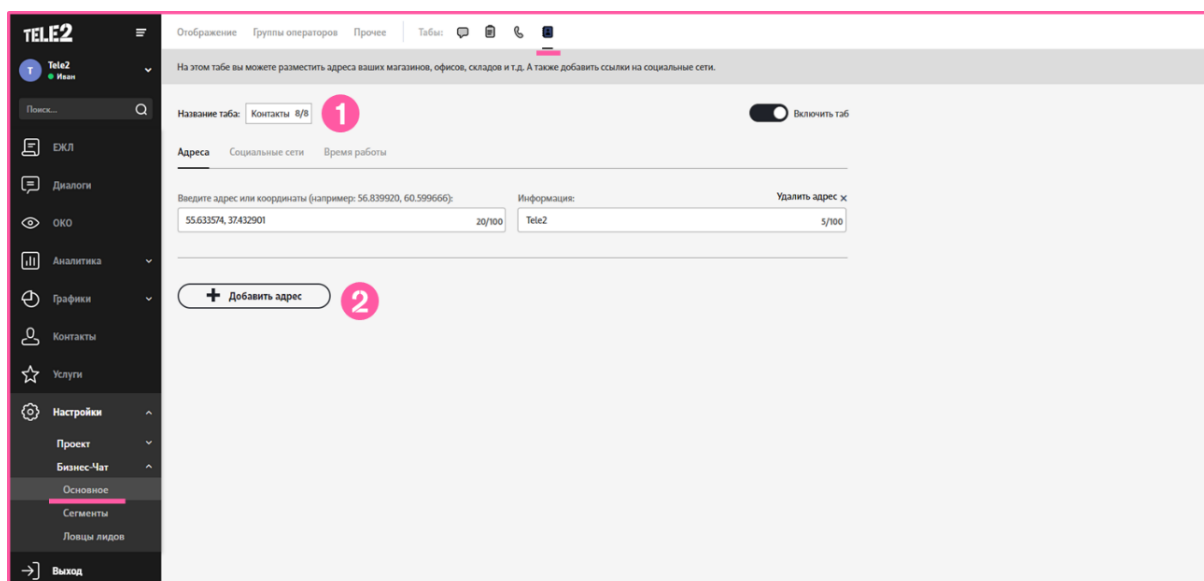 TELE2
T
Tele2
Иван
Поиск...
ЕЖЛ
Диалоги
ОКО
Аналитика
Графики
Контакты
Услуги
Настройки
Проект
Бизнес-Чат
Основное
Сегменты
Ловцы лидов
Выход
Отображение Группы операторов Прочее Табы:
На этом табе вы можете разместить адреса ваших магазинов, офисов, складов и т.д. А также добавить ссылки на социальные сети.
Название таба: Контакты 8/8 1 Включить таб
Адреса Социальные сети Время работы
Введите адрес или координаты (например: 56.839920, 60.599666): Информация: Удалить адрес x
55.633574, 37.432901 20/100 Tele2 5/100
+ Добавить адрес 2